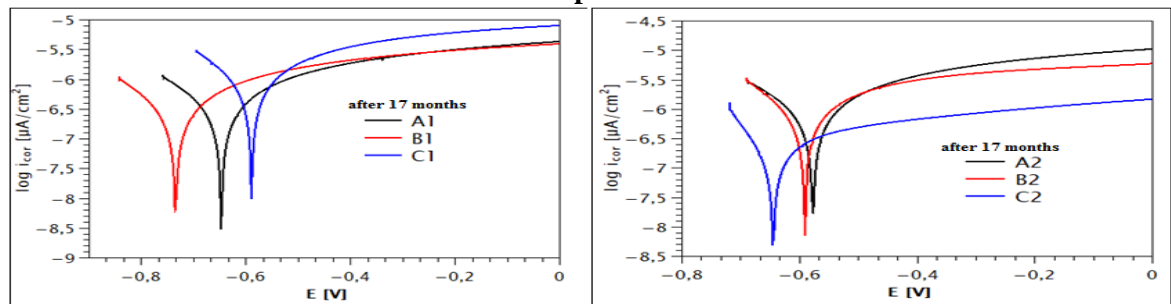 -5
-5.5
-6
-6.5
-7
-7.5
-8
-8.5
-9
log i_cor [µA/cm²]
after 17 months
A1
B1
C1
-0,8
-0,6
-0,4
-0,2
0
E [V]
-4,5
-5
-5,5
-6
-6,5
-7
-7,5
-8
-8,5
log i_cor [µA/cm²]
after 17 months
A2
B2
C2
-0,8
-0,6
-0,4
-0,2
0
E [V]